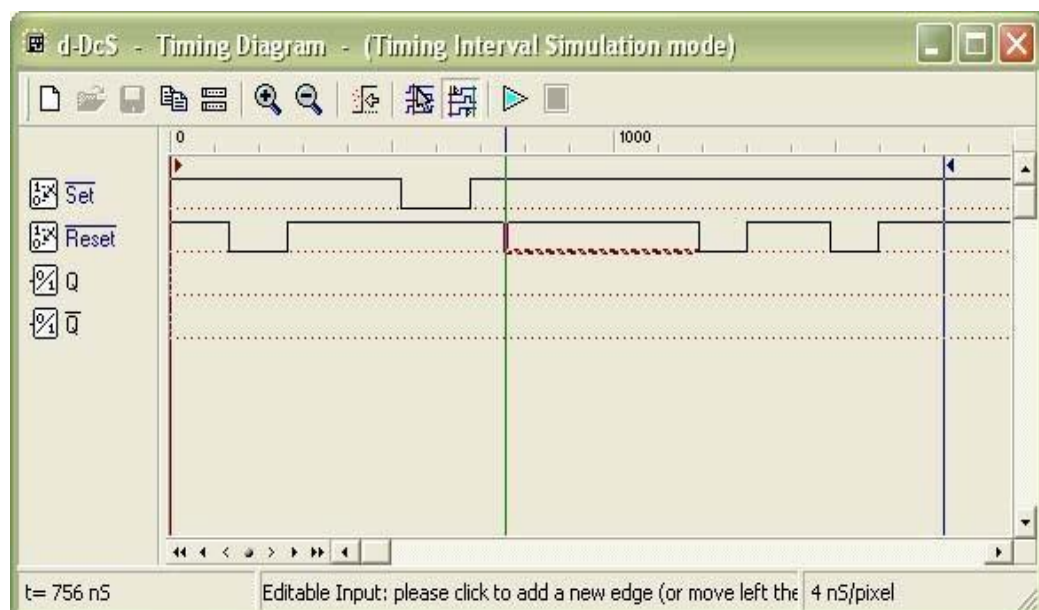 d-DcS - Timing Diagram - (Timing Interval Simulation mode)
0 1000
Set
Reset
Q
Q
t= 756 nS Editable Input: please click to add a new edge (or move left the 4 nS/pixel